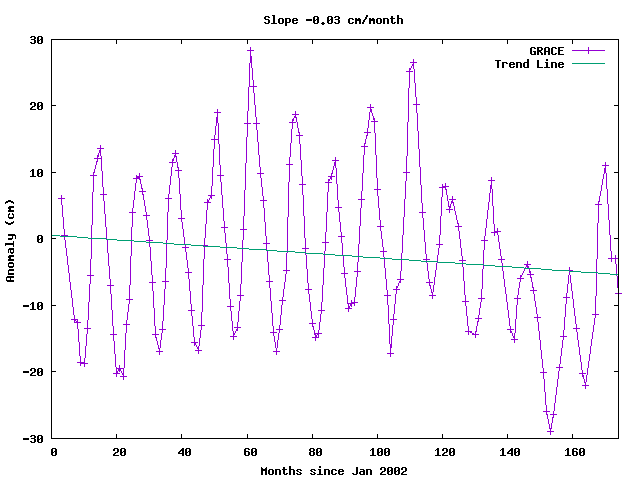 Slope -0.03 cm/month
GRACE
Trend Line
30
20
10
0
-10
-20
-30
Anomaly (cm)
0 20 40 60 80 100 120 140 160
Months since Jan 2002